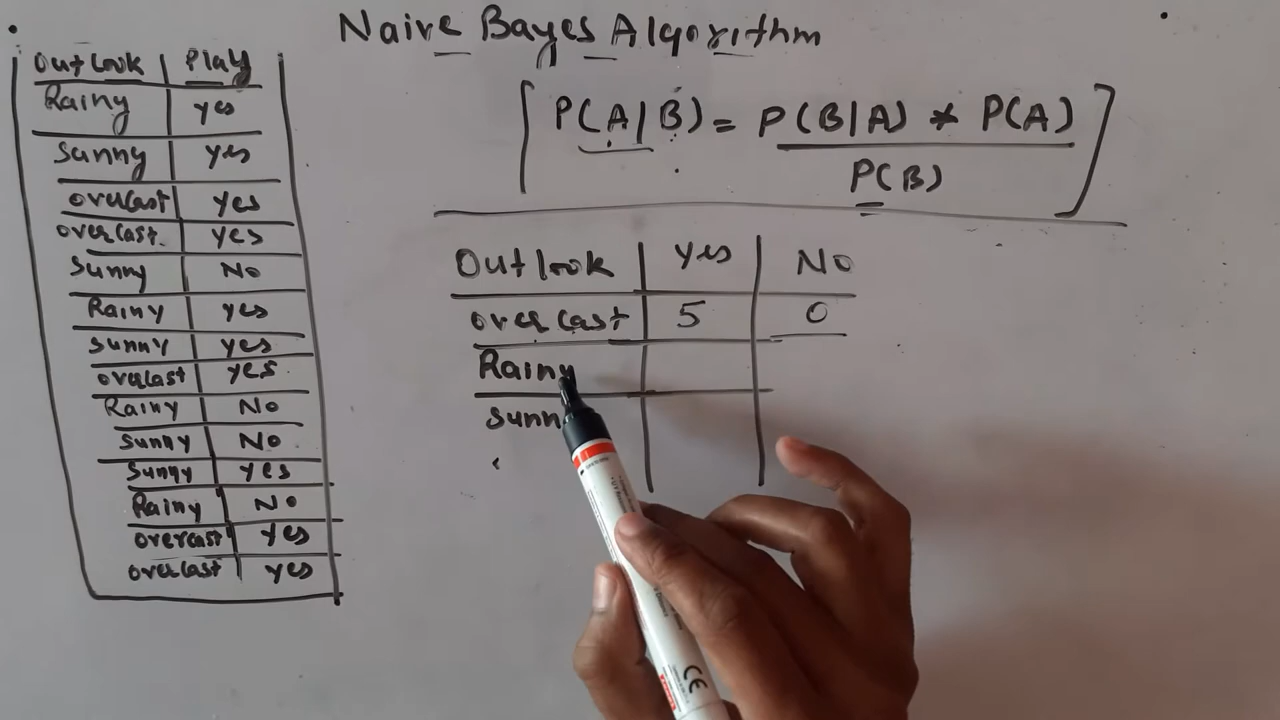 Naive Bayes Algorithm
P(A|B) = P(B|A) * P(A)
P(B)
Outlook Play
Rainy yes
Sunny Yes
overcast Yes
overcast. Yes
Sunny No
Rainy yes
Sunny yes
overcast yes
Rainy No
Sunny No
Sunny yes
Rainy No
overcast yes
overcast yes
Outlook Yes No
overcast 5 0
Rainy
Sunn
CE